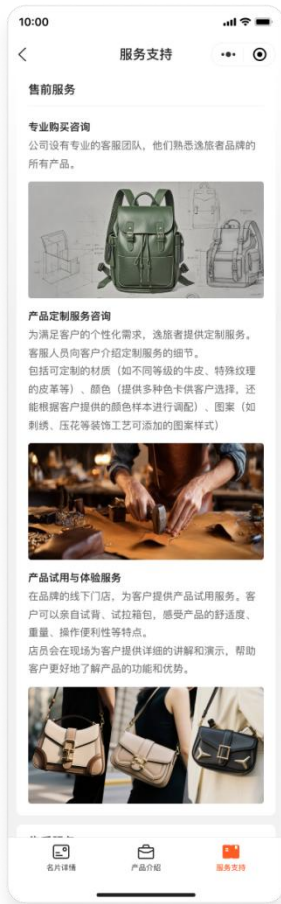 10:00
服务支持
售前服务
专业购买咨询
公司设有专业的客服团队，他们熟悉逸旅者品牌的
所有产品。
产品定制服务咨询
为满足客户的个性化需求，逸旅者提供定制服务。
客服人员向客户介绍定制服务的细节。
包括可定制的材质（如不同等级的牛皮、特殊纹理
的皮革等）、颜色（提供多种色卡供客户选择，还
能根据客户提供的颜色样本进行调配）、图案（如
刺绣、压花等装饰工艺可添加的图案样式）
产品试用与体验服务
在品牌的线下门店，为客户提供产品试用服务。客
户可以亲自试背、试拉箱包，感受产品的舒适度、
重量、操作便利性等特点。
店员会在现场为客户提供详细的讲解和演示，帮助
客户更好地了解产品的功能和优势。
名片详情
产品介绍
服务支持